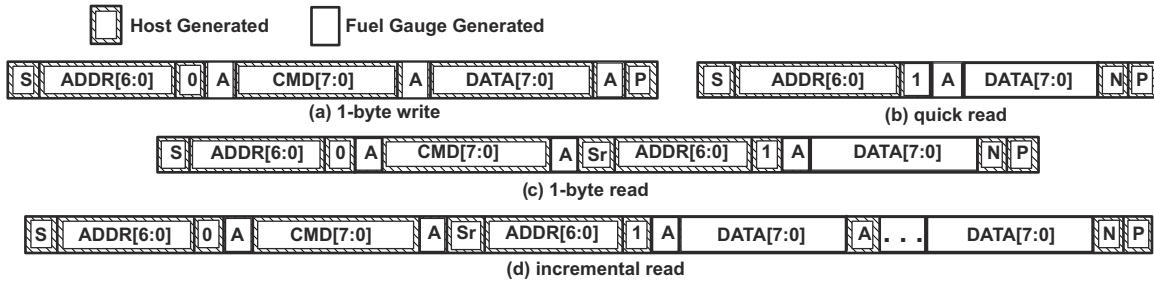 Host Generated Fuel Gauge Generated
S ADDR[6:0] 0 A CMD[7:0] A DATA[7:0] A P
S ADDR[6:0] 1 A DATA[7:0] N P
(a) 1-byte write
(b) quick read
S ADDR[6:0] 0 A CMD[7:0] A Sr ADDR[6:0] 1 A DATA[7:0] N P
(c) 1-byte read
S ADDR[6:0] 0 A CMD[7:0] A Sr ADDR[6:0] 1 A DATA[7:0] A . . . DATA[7:0] N P
(d) incremental read